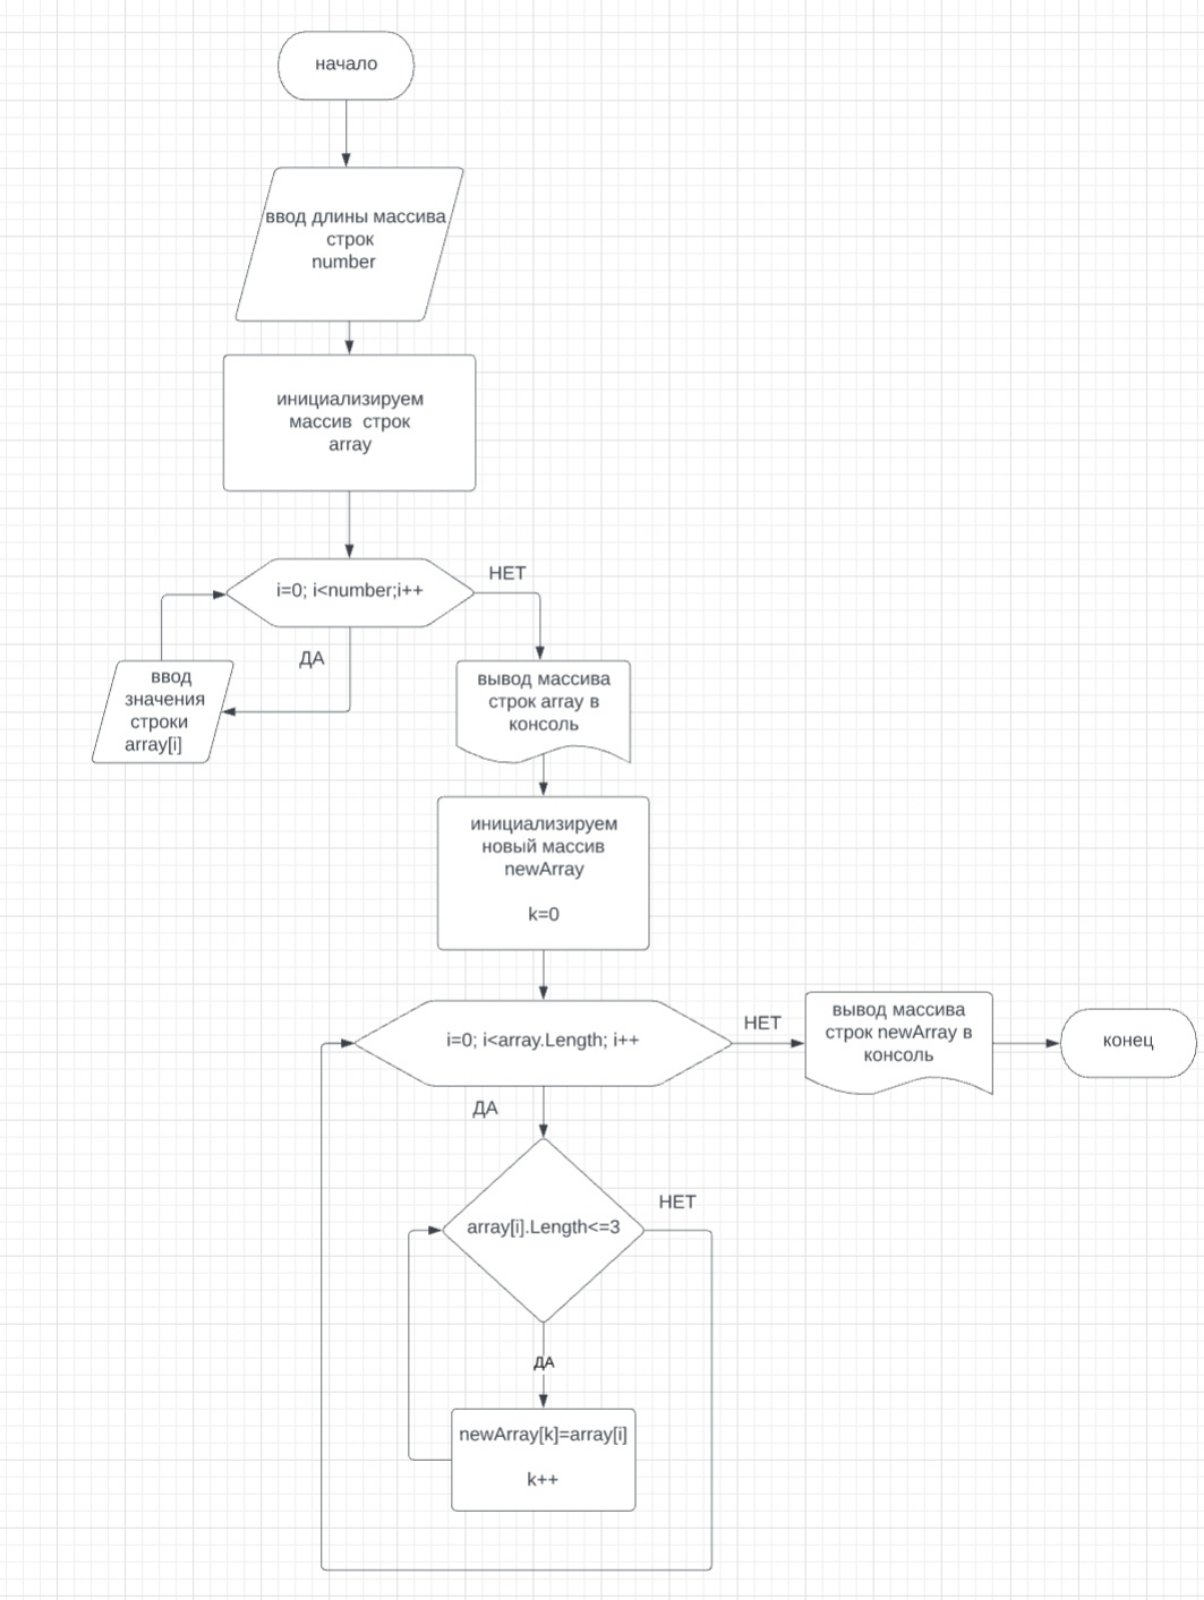 начало
ввод длины массива
строк
number
инициализируем
массив  строк
array
i=0; i<number;i++
НЕТ
ДА
ввод
значения
строки
array[i]
вывод массива
строк array в
консоль
инициализируем
новый массив
newArray
k=0
i=0; i<array.Length; i++
НЕТ
вывод массива
строк newArray в
консоль
конец
ДА
array[i].Length<=3
НЕТ
ДА
newArray[k]=array[i]
k++